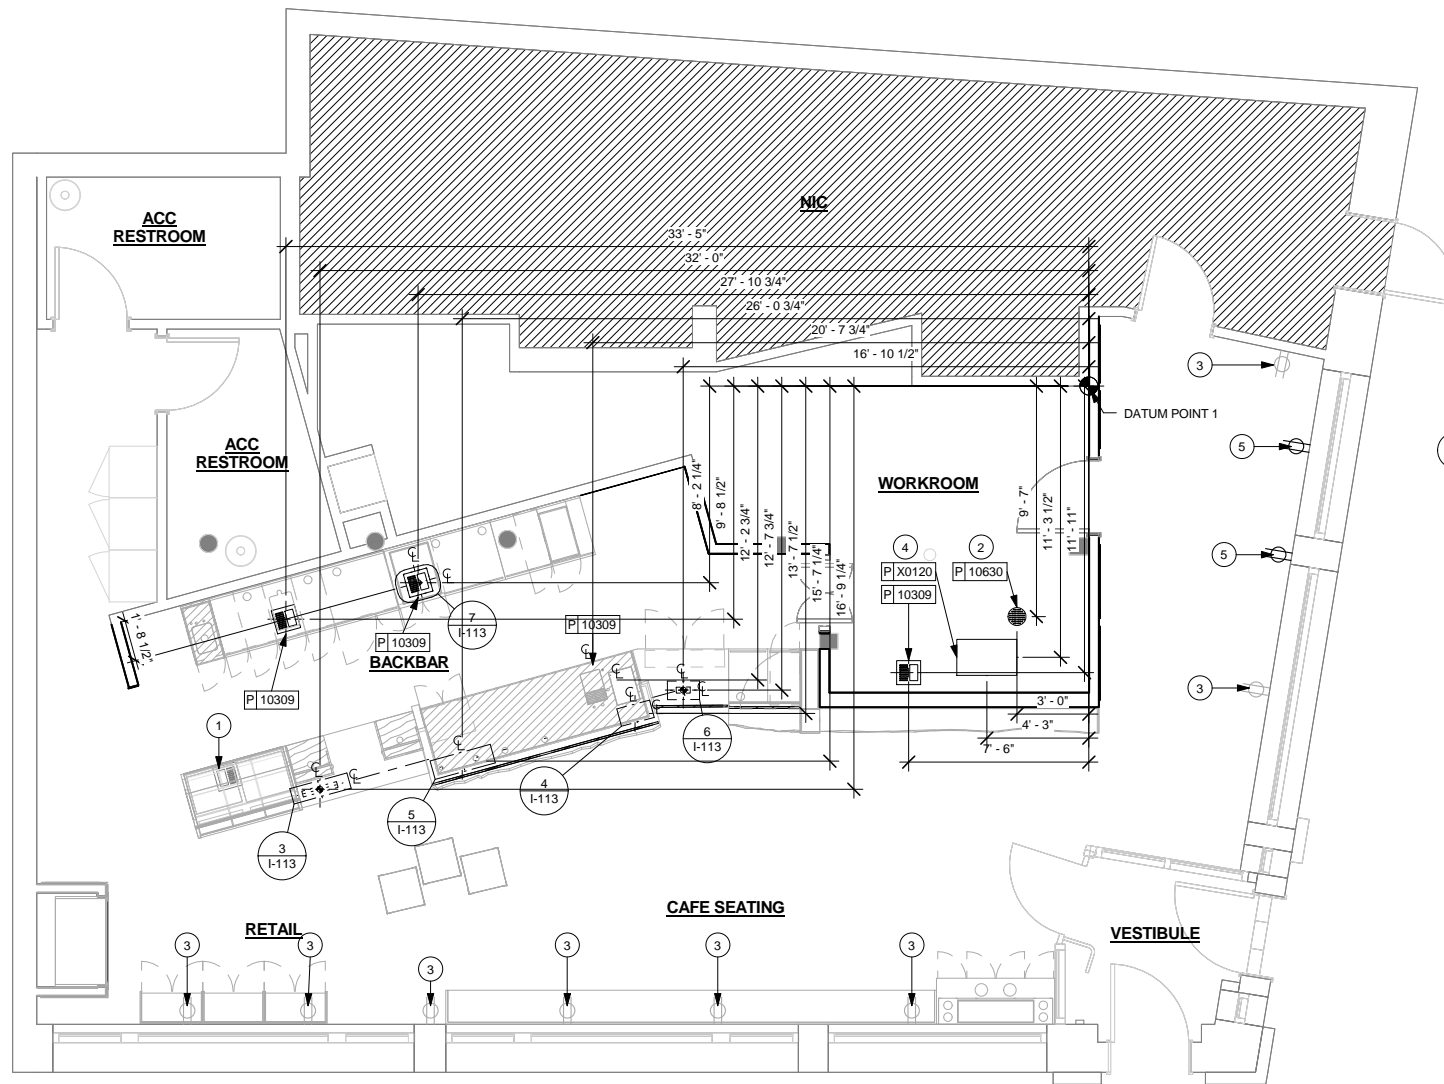 NIC
33' - 5"
32' - 0"
27' - 10 3/4"
26' - 0 3/4"
20' - 7 3/4"
16' - 10 1/2"
ACC
RESTROOM
3
DATUM POINT 1
5
ACC
RESTROOM
WORKROOM
8' - 2 1/4"
9' - 8 1/2"
12' - 2 3/4"
12' - 7 3/4"
13' - 7 1/2"
15' - 7 1/4"
16' - 9 1/4"
9' - 7"
11' - 3 1/2"
11' - 11"
4
2
5
P X0120
P 10630
P 10309
1' - 8 1/2"
7
I-113
P 10309
P 10309
BACKBAR
P 10309
3
3' - 0"
4' - 3"
7' - 6"
1
6
I-113
4
I-113
5
I-113
3
I-113
RETAIL
CAFE SEATING
VESTIBULE
3
3
3
3
3
3